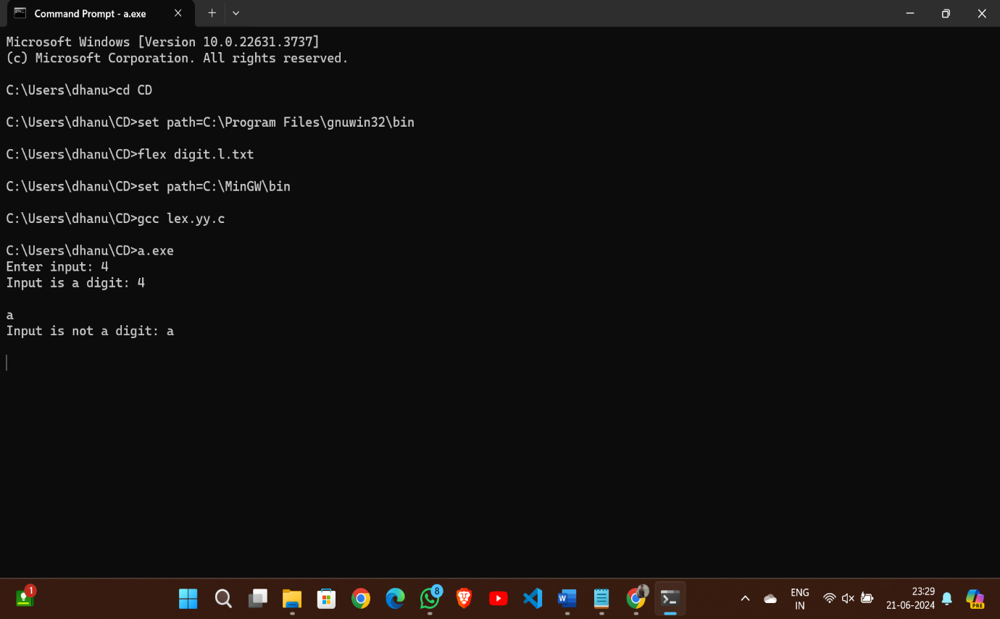 Command Prompt - a.exe
Microsoft Windows [Version 10.0.22631.3737]
(c) Microsoft Corporation. All rights reserved.
C:\Users\dhanu>cd CD
C:\Users\dhanu\CD>set path=C:\Program Files\gnuwin32\bin
C:\Users\dhanu\CD>flex digit.l.txt
C:\Users\dhanu\CD>set path=C:\MinGW\bin
C:\Users\dhanu\CD>gcc lex.yy.c
C:\Users\dhanu\CD>a.exe
Enter input: 4
Input is a digit: 4
a
Input is not a digit: a
1
8
W
ENG
IN
23:29
21-06-2024
PRE